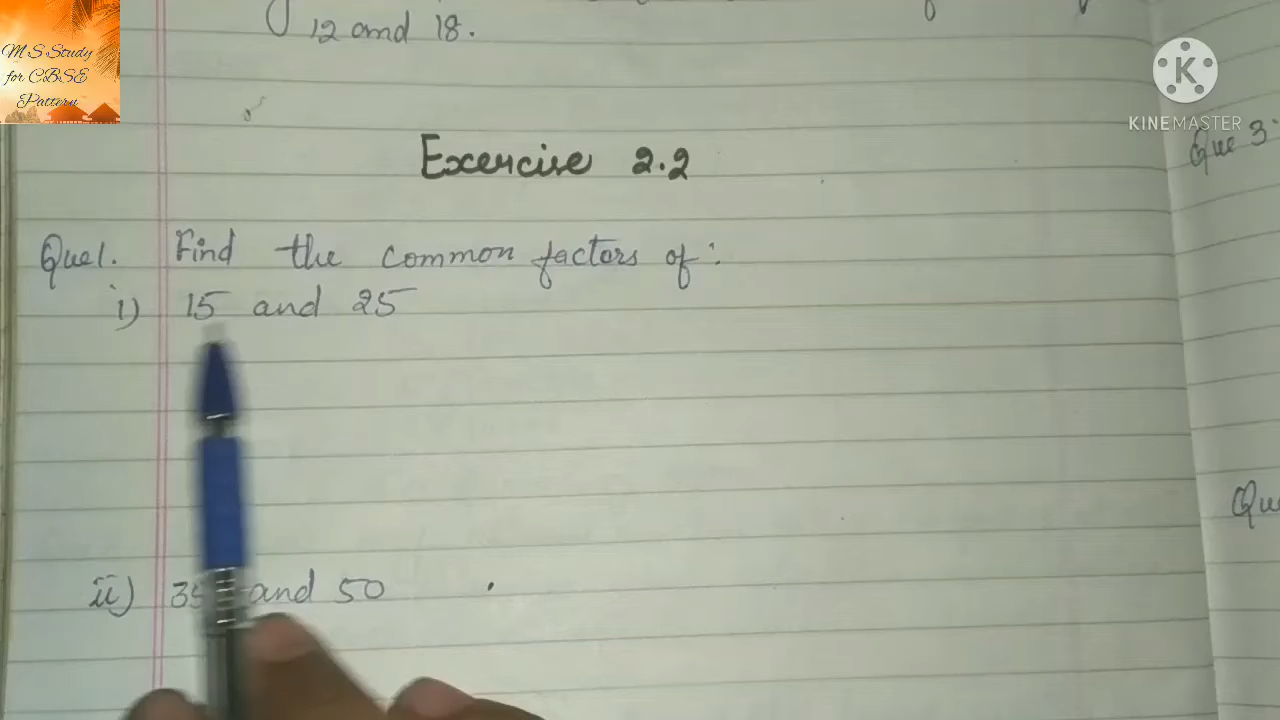 12 and 18.
M S Study
for CBSE
Pattern
KINEMASTER
Exercise 2.2
Que 3:
Que1. Find the common factors of:
i) 15 and 25
ii) 35 and 50